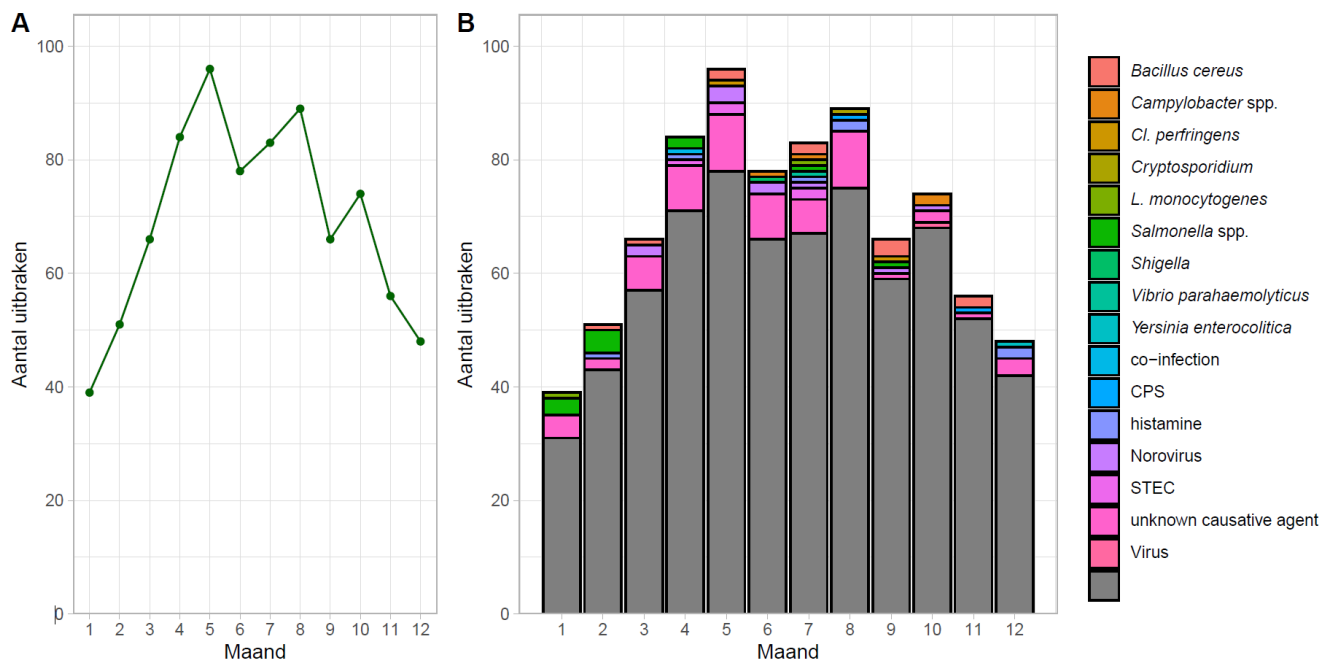 A
100
80
60
40
20
0
Aantal uitbraken
1 2 3 4 5 6 7 8 9 10 11 12
Maand
B
100
80
60
40
20
0
Aantal uitbraken
1 2 3 4 5 6 7 8 9 10 11 12
Maand
Bacillus cereus
Campylobacter spp.
Cl. perfringens
Cryptosporidium
L. monocytogenes
Salmonella spp.
Shigella
Vibrio parahaemolyticus
Yersinia enterocolitica
co−infection
CPS
histamine
Norovirus
STEC
unknown causative agent
Virus